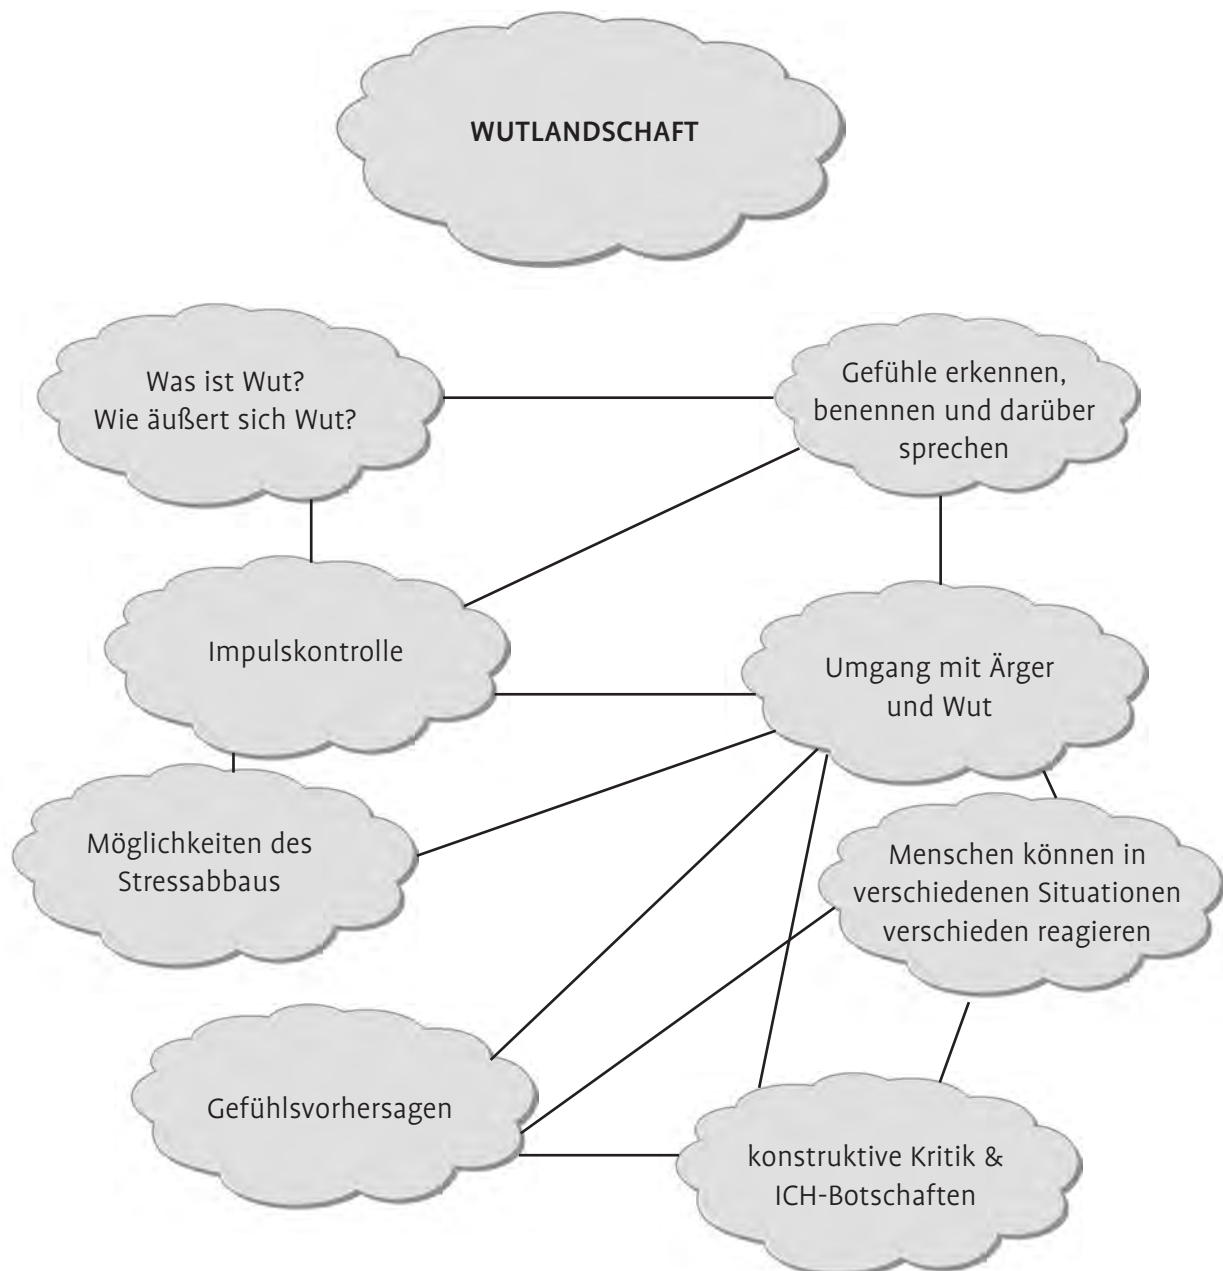 WUTLANDSCHAFT
Was ist Wut?
Wie äußert sich Wut?
Gefühle erkennen,
benennen und darüber
sprechen
Impulskontrolle
Umgang mit Ärger
und Wut
Möglichkeiten des
Stressabbaus
Menschen können in
verschiedenen Situationen
verschieden reagieren
Gefühlsvorhersagen
konstruktive Kritik &
ICH-Botschaften